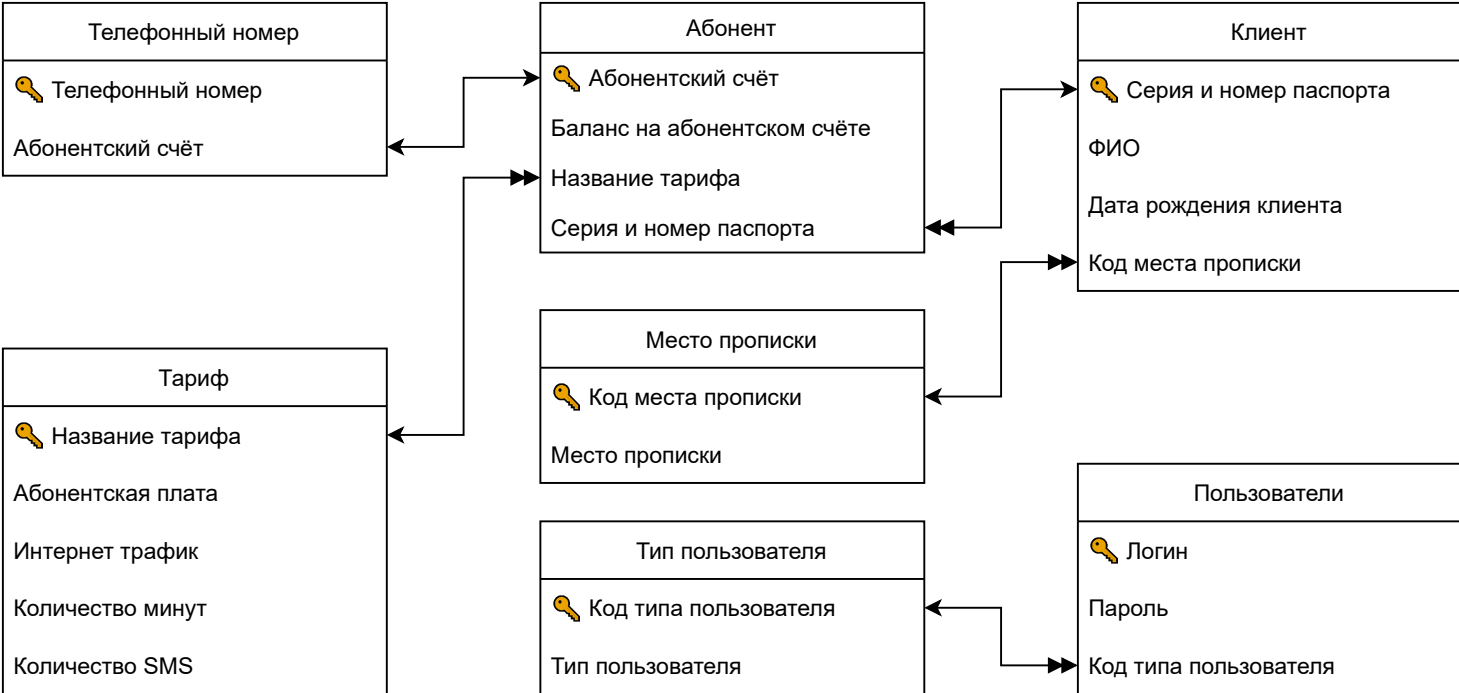 Телефонный номер
Телефонный номер
Абонентский счёт
Абонент
Абонентский счёт
Баланс на абонентском счёте
Название тарифа
Серия и номер паспорта
Клиент
Серия и номер паспорта
ФИО
Дата рождения клиента
Код места прописки
Тариф
Название тарифа
Абонентская плата
Интернет трафик
Количество минут
Количество SMS
Место прописки
Код места прописки
Место прописки
Тип пользователя
Код типа пользователя
Тип пользователя
Пользователи
Логин
Пароль
Код типа пользователя